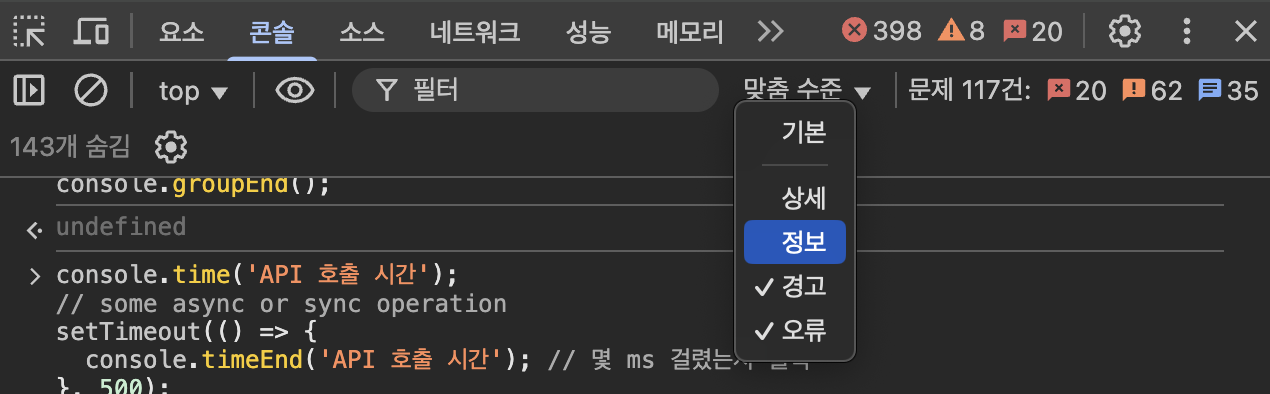 요소 콘솔 소스 네트워크 성능 메모리 398 8 20
top 필터 맞춤 수준 문제 117건: 20 62 35
143개 숨김
기본
상세
정보
경고
오류
console.groupEnd();
undefined
console.time('API 호출 시간');
// some async or sync operation
setTimeout(() => {
console.timeEnd('API 호출 시간'); // 몇 ms 걸렸는지
}, 500);